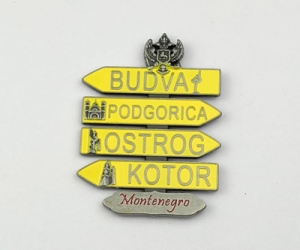 BUDVA
PODGORICA
OSTROG
KOTOR
Montenegro